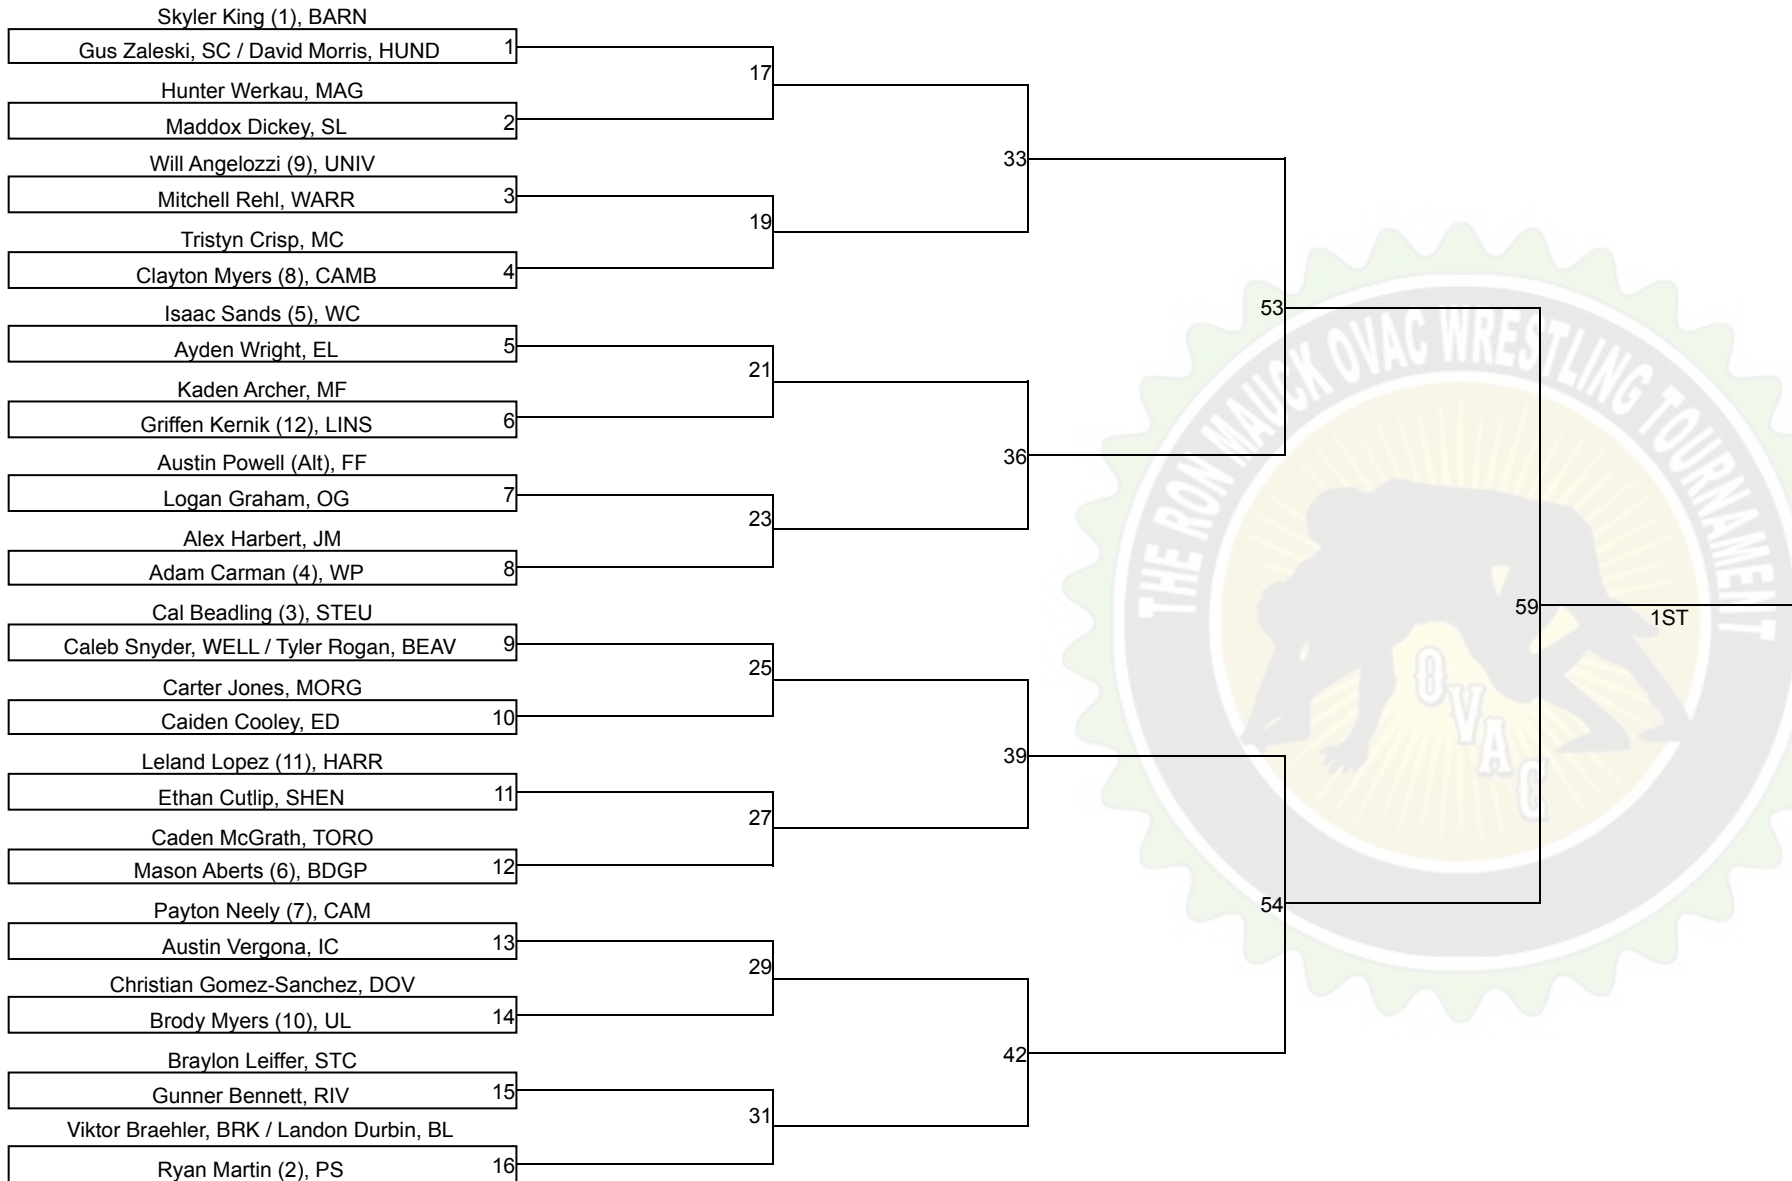 Skyler King (1), BARN
Gus Zaleski, SC / David Morris, HUND
1
Hunter Werkau, MAG
Maddox Dickey, SL
2
Will Angelozzi (9), UNIV
Mitchell Rehl, WARR
3
Tristyn Crisp, MC
Clayton Myers (8), CAMB
4
Isaac Sands (5), WC
Ayden Wright, EL
5
Kaden Archer, MF
Griffen Kernik (12), LINS
6
Austin Powell (Alt), FF
Logan Graham, OG
7
Alex Harbert, JM
Adam Carman (4), WP
8
Cal Beadling (3), STEU
Caleb Snyder, WELL / Tyler Rogan, BEAV
9
Carter Jones, MORG
Caiden Cooley, ED
10
Leland Lopez (11), HARR
Ethan Cutlip, SHEN
11
Caden McGrath, TORO
Mason Aberts (6), BDGP
12
Payton Neely (7), CAM
Austin Vergona, IC
13
Christian Gomez-Sanchez, DOV
Brody Myers (10), UL
14
Braylon Leiffer, STC
Gunner Bennett, RIV
15
Viktor Braehler, BRK / Landon Durbin, BL
Ryan Martin (2), PS
16
17
19
21
23
25
27
29
31
33
36
39
42
53
54
59
1ST
THE RON MAUCK OVAC WRESTLING TOURNAMENT
OVAC